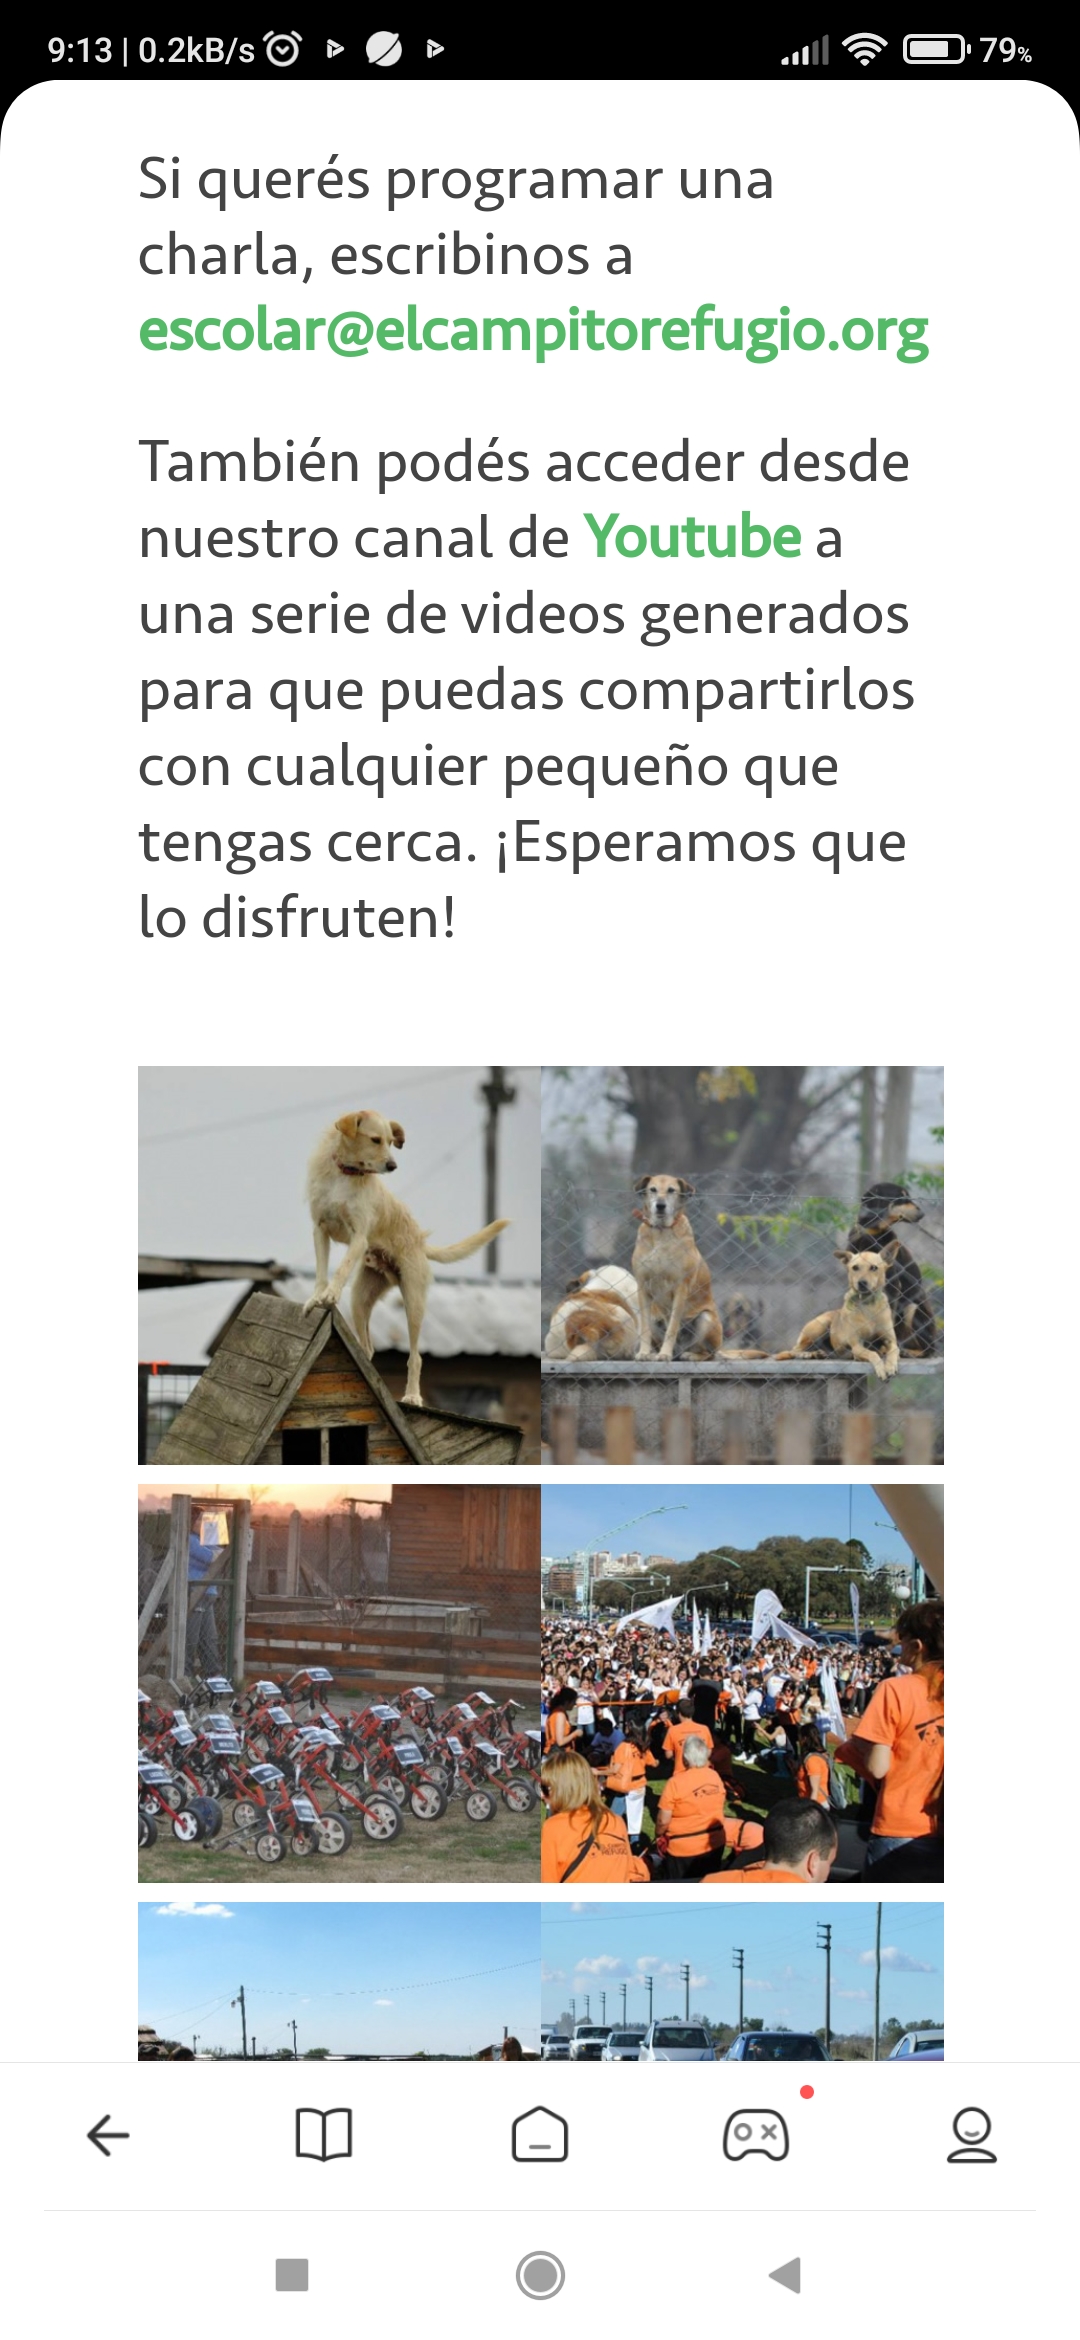 9:13 | 0.2kB/s
79%
Si querés programar una
charla, escribinos a
escolar@elcampitorefugio.org
También podés acceder desde
nuestro canal de Youtube a
una serie de videos generados
para que puedas compartirlos
con cualquier pequeño que
tengas cerca. ¡Esperamos que
lo disfruten!